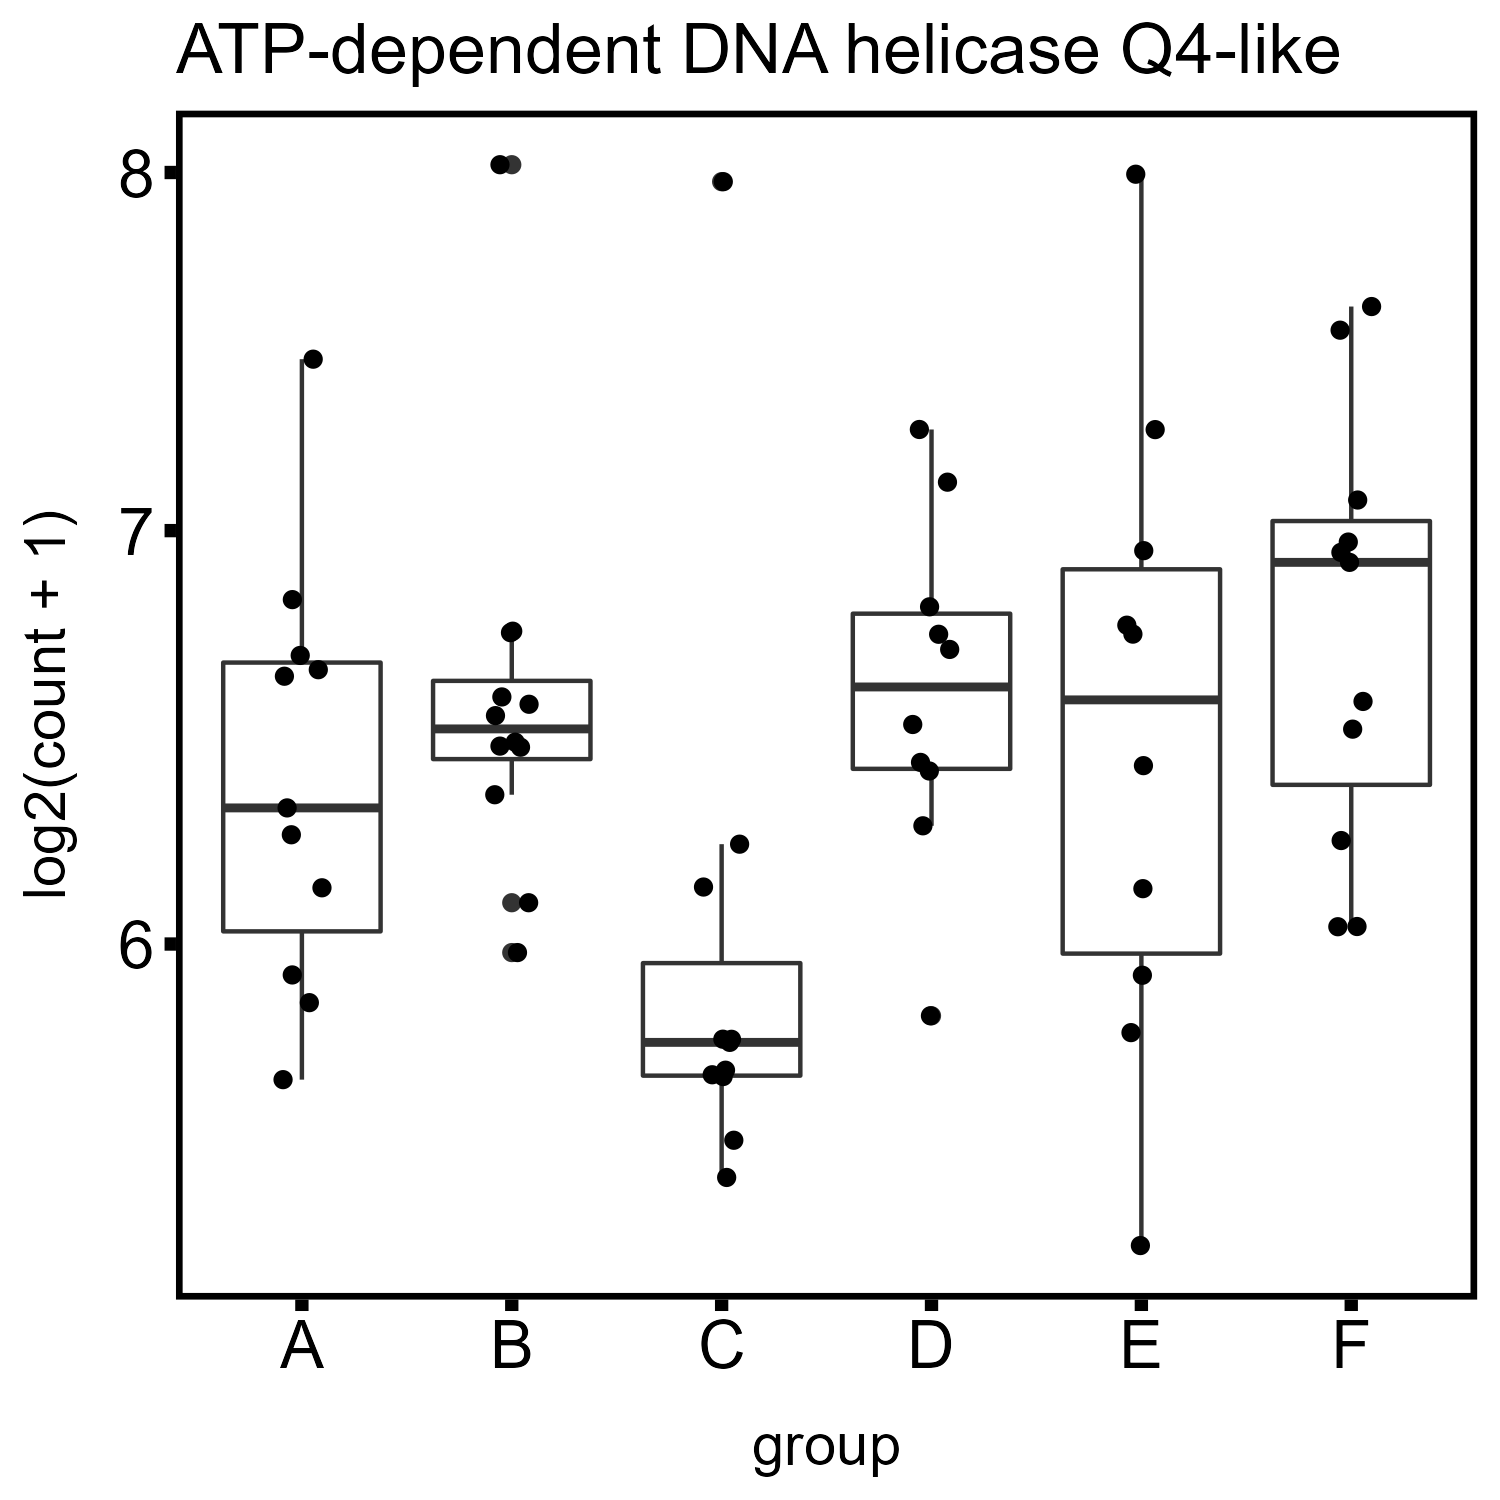 ATP-dependent DNA helicase Q4-like
8
7
6
log2(count + 1)
A B C D E F
group